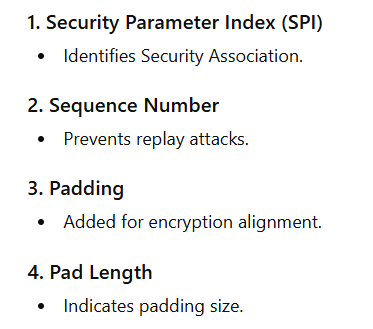 1. Security Parameter Index (SPI)
• Identifies Security Association.
2. Sequence Number
• Prevents replay attacks.
3. Padding
• Added for encryption alignment.
4. Pad Length
• Indicates padding size.